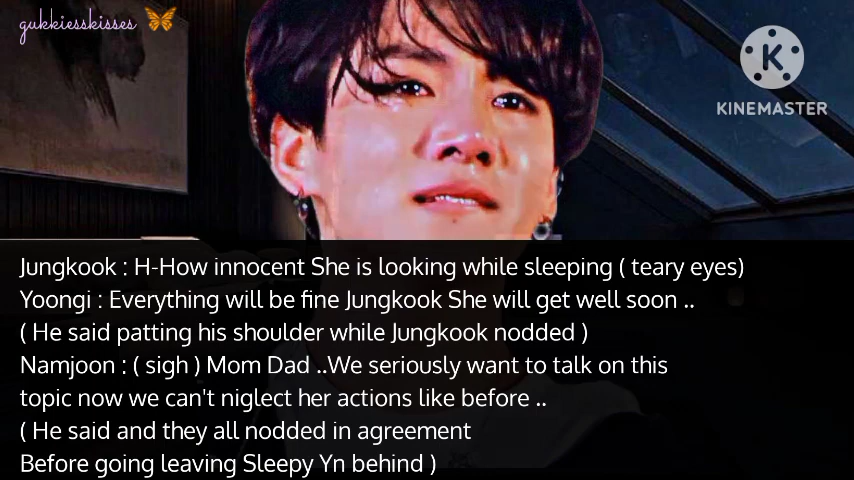 gukkiesskisses
KINEMASTER
Jungkook : H-How innocent She is looking while sleeping ( teary eyes)
Yoongi : Everything will be fine Jungkook She will get well soon ..
( He said patting his shoulder while Jungkook nodded )
Namjoon : ( sigh ) Mom Dad ..We seriously want to talk on this
topic now we can't niglect her actions like before ..
( He said and they all nodded in agreement
Before going leaving Sleepy Yn behind )